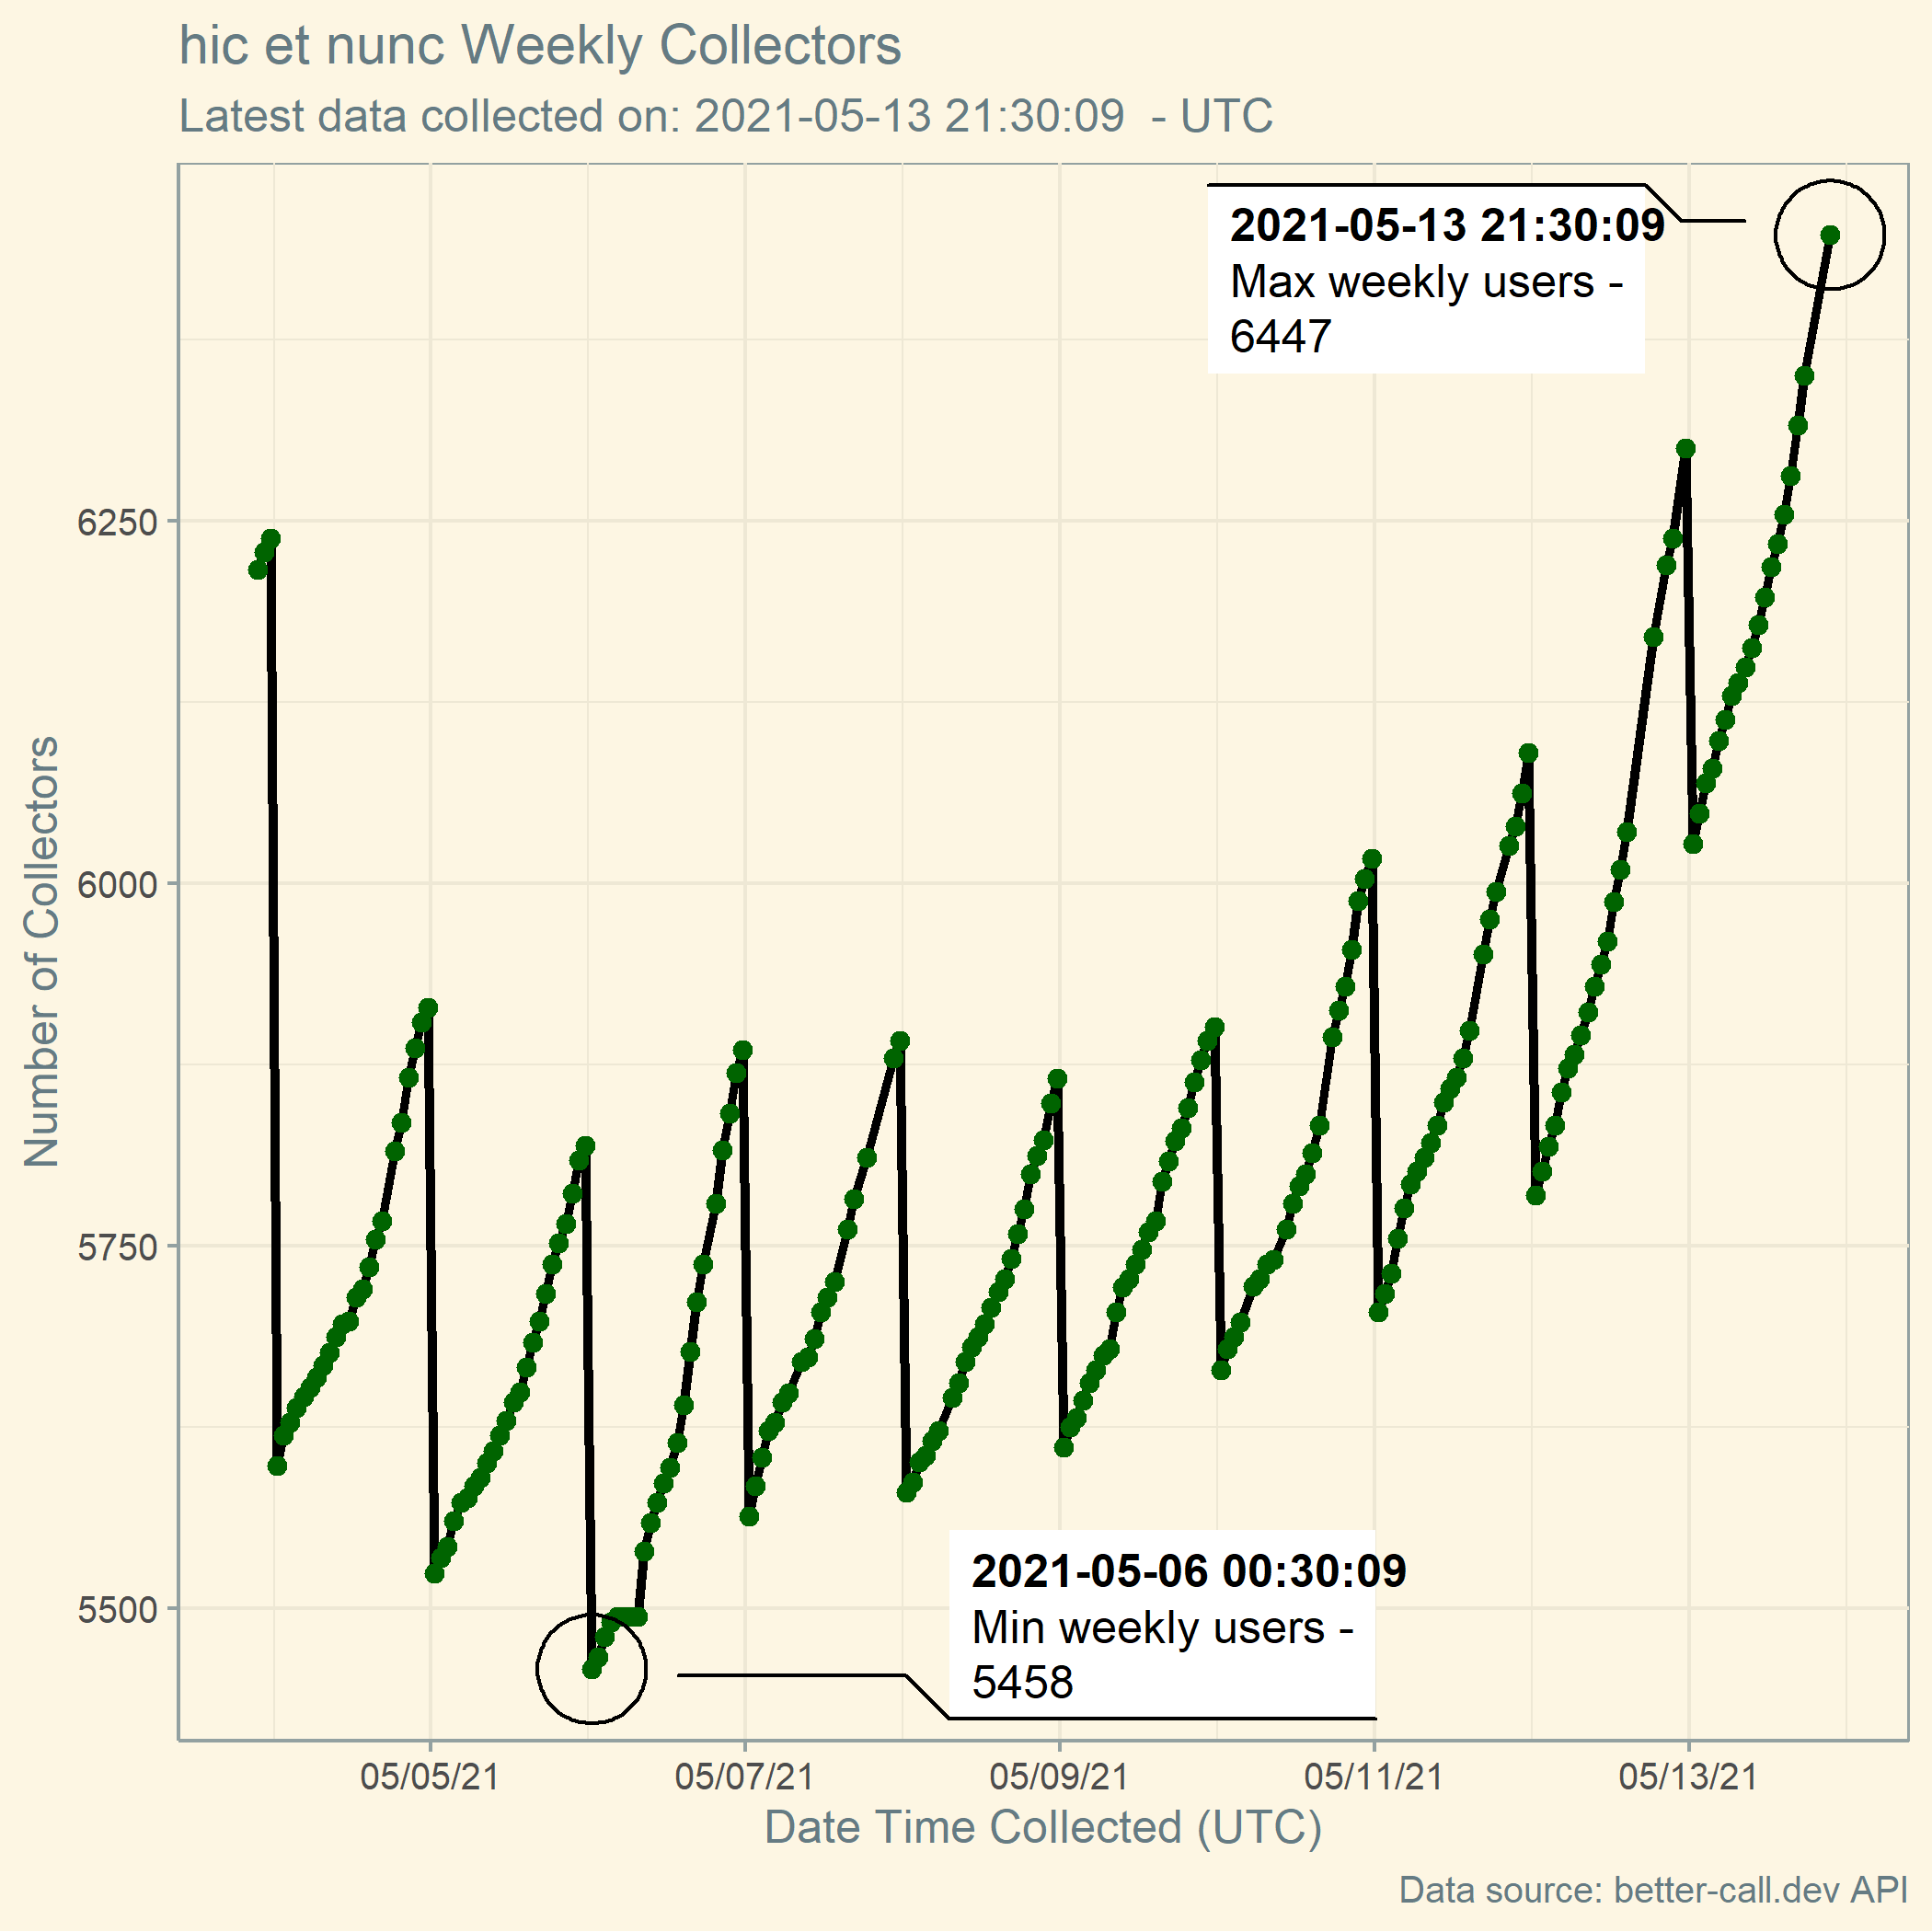 hic et nunc Weekly Collectors
Latest data collected on: 2021-05-13 21:30:09  - UTC
2021-05-13 21:30:09
Max weekly users -
6447
Number of Collectors
6250
6000
5750
5500
2021-05-06 00:30:09
Min weekly users -
5458
05/05/21
05/07/21
05/09/21
05/11/21
05/13/21
Date Time Collected (UTC)
Data source: better-call.dev API